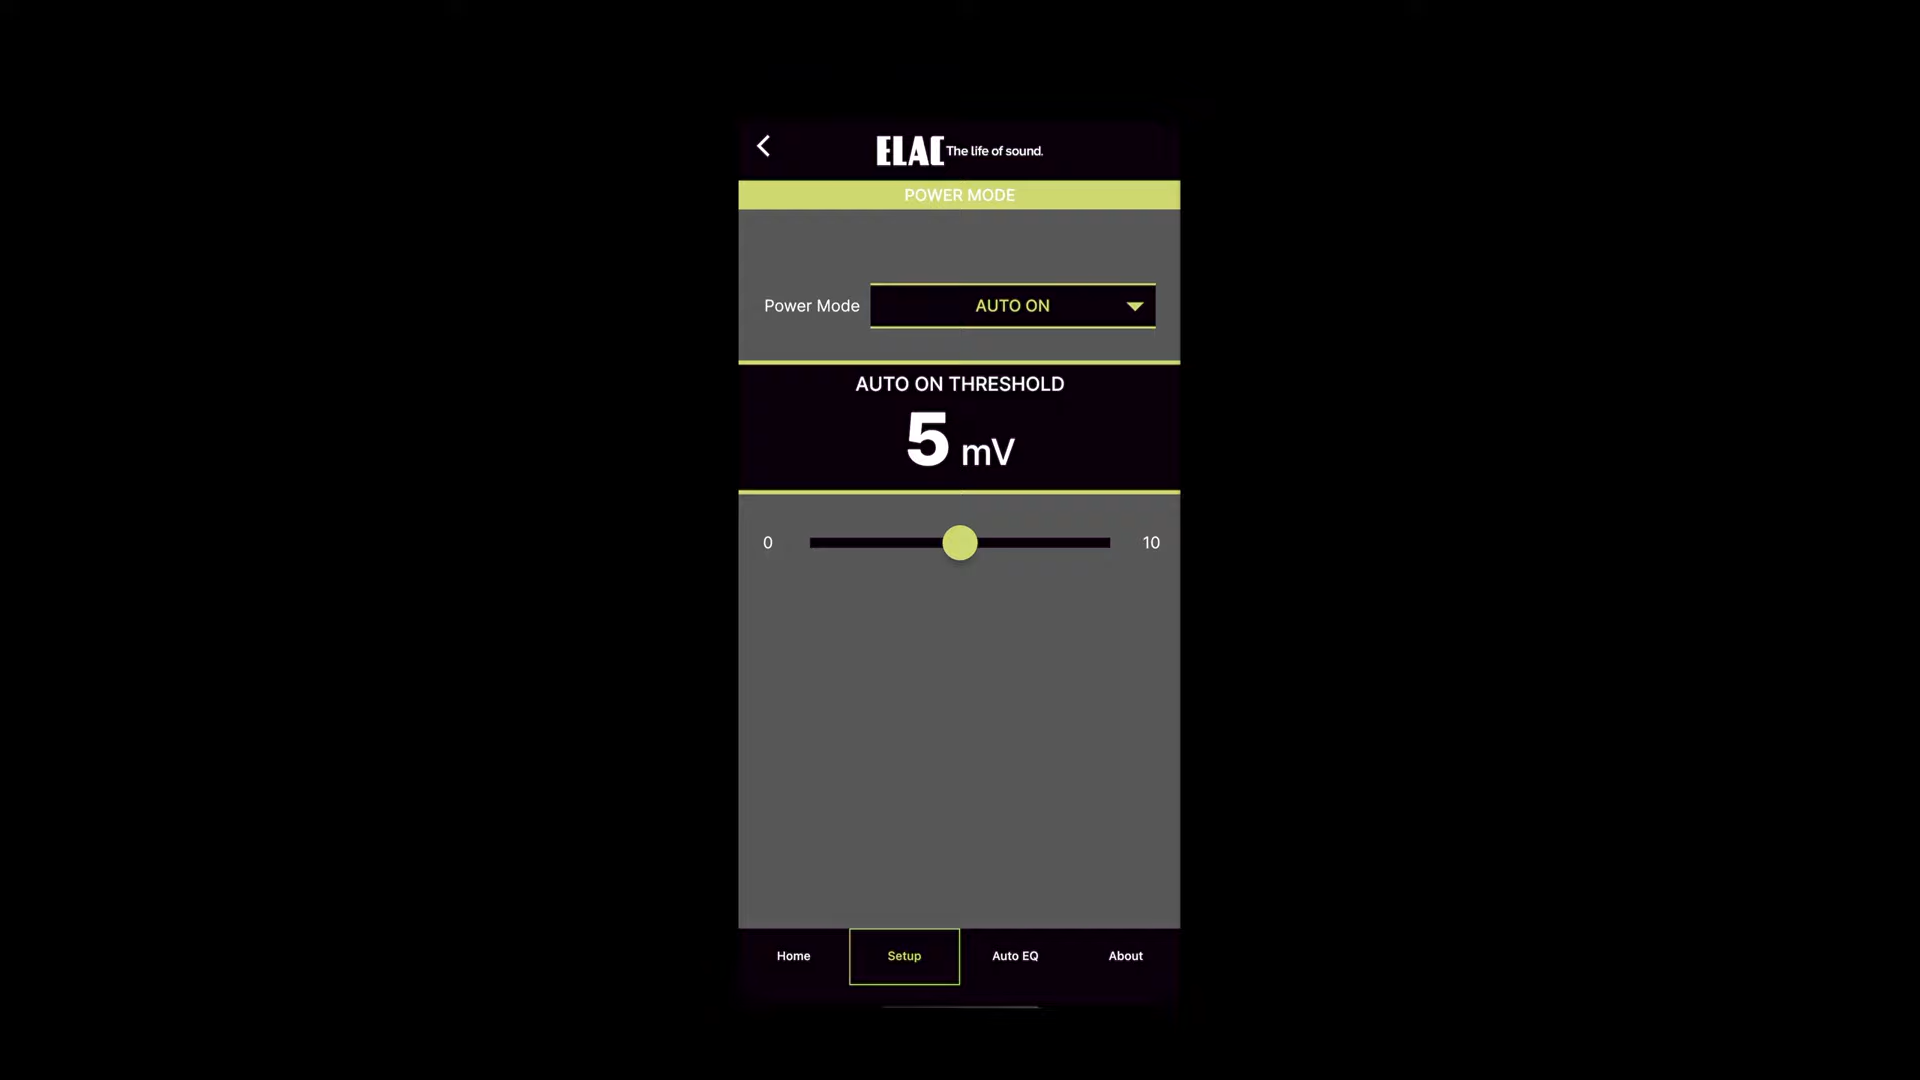 ELAC The life of sound.
POWER MODE
Power Mode AUTO ON
AUTO ON THRESHOLD
5 mV
0 10
Home Setup Auto EQ About